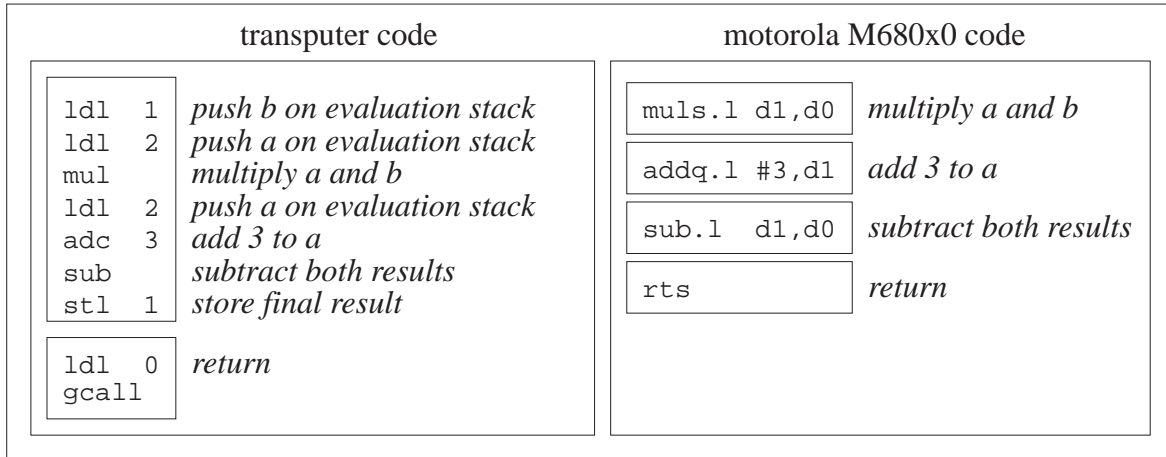 transputer code
ldl 1 push b on evaluation stack
ldl 2 push a on evaluation stack
mul multiply a and b
ldl 2 push a on evaluation stack
adc 3 add 3 to a
sub subtract both results
stl 1 store final result
ldl 0 return
gcall
motorola M680x0 code
muls.l d1,d0 multiply a and b
addq.l #3,d1 add 3 to a
sub.l d1,d0 subtract both results
rts return